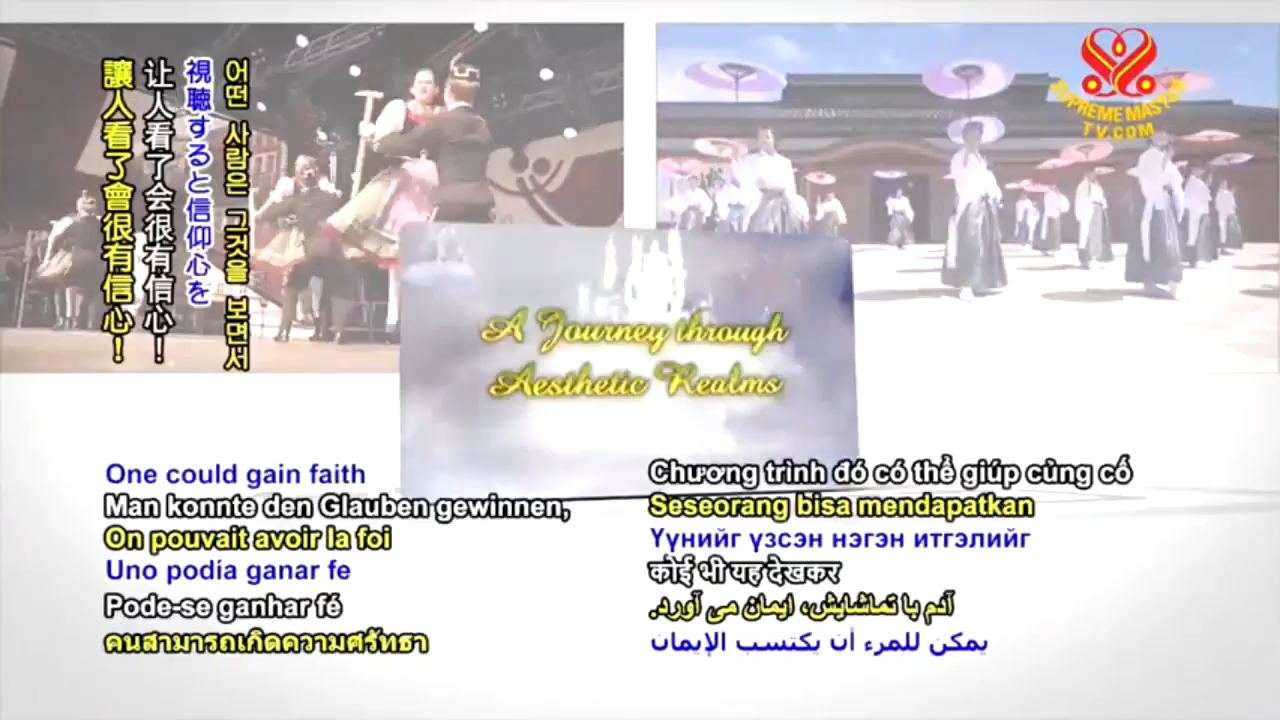 讓人看了會很有信心！
让人看了会很有信心！
視聴すると信仰心を
어떤 사람은 그것을 보면서
SUPREME MASTER
TV.COM
A Journey through
Aesthetic Realms
One could gain faith
Man konnte den Glauben gewinnen,
On pouvait avoir la foi
Uno podía ganar fe
Pode-se ganhar fé
คนสามารถเกิดความศรัทธา
Chương trình đó có thể giúp củng cố
Seseorang bisa mendapatkan
Үүнийг үзсэн нэгэн итгэлийг
कोई भी यह देखकर
آدم با تماشایش، ایمان می آورد.
يمكن للمرء أن يكتسب الإيمان